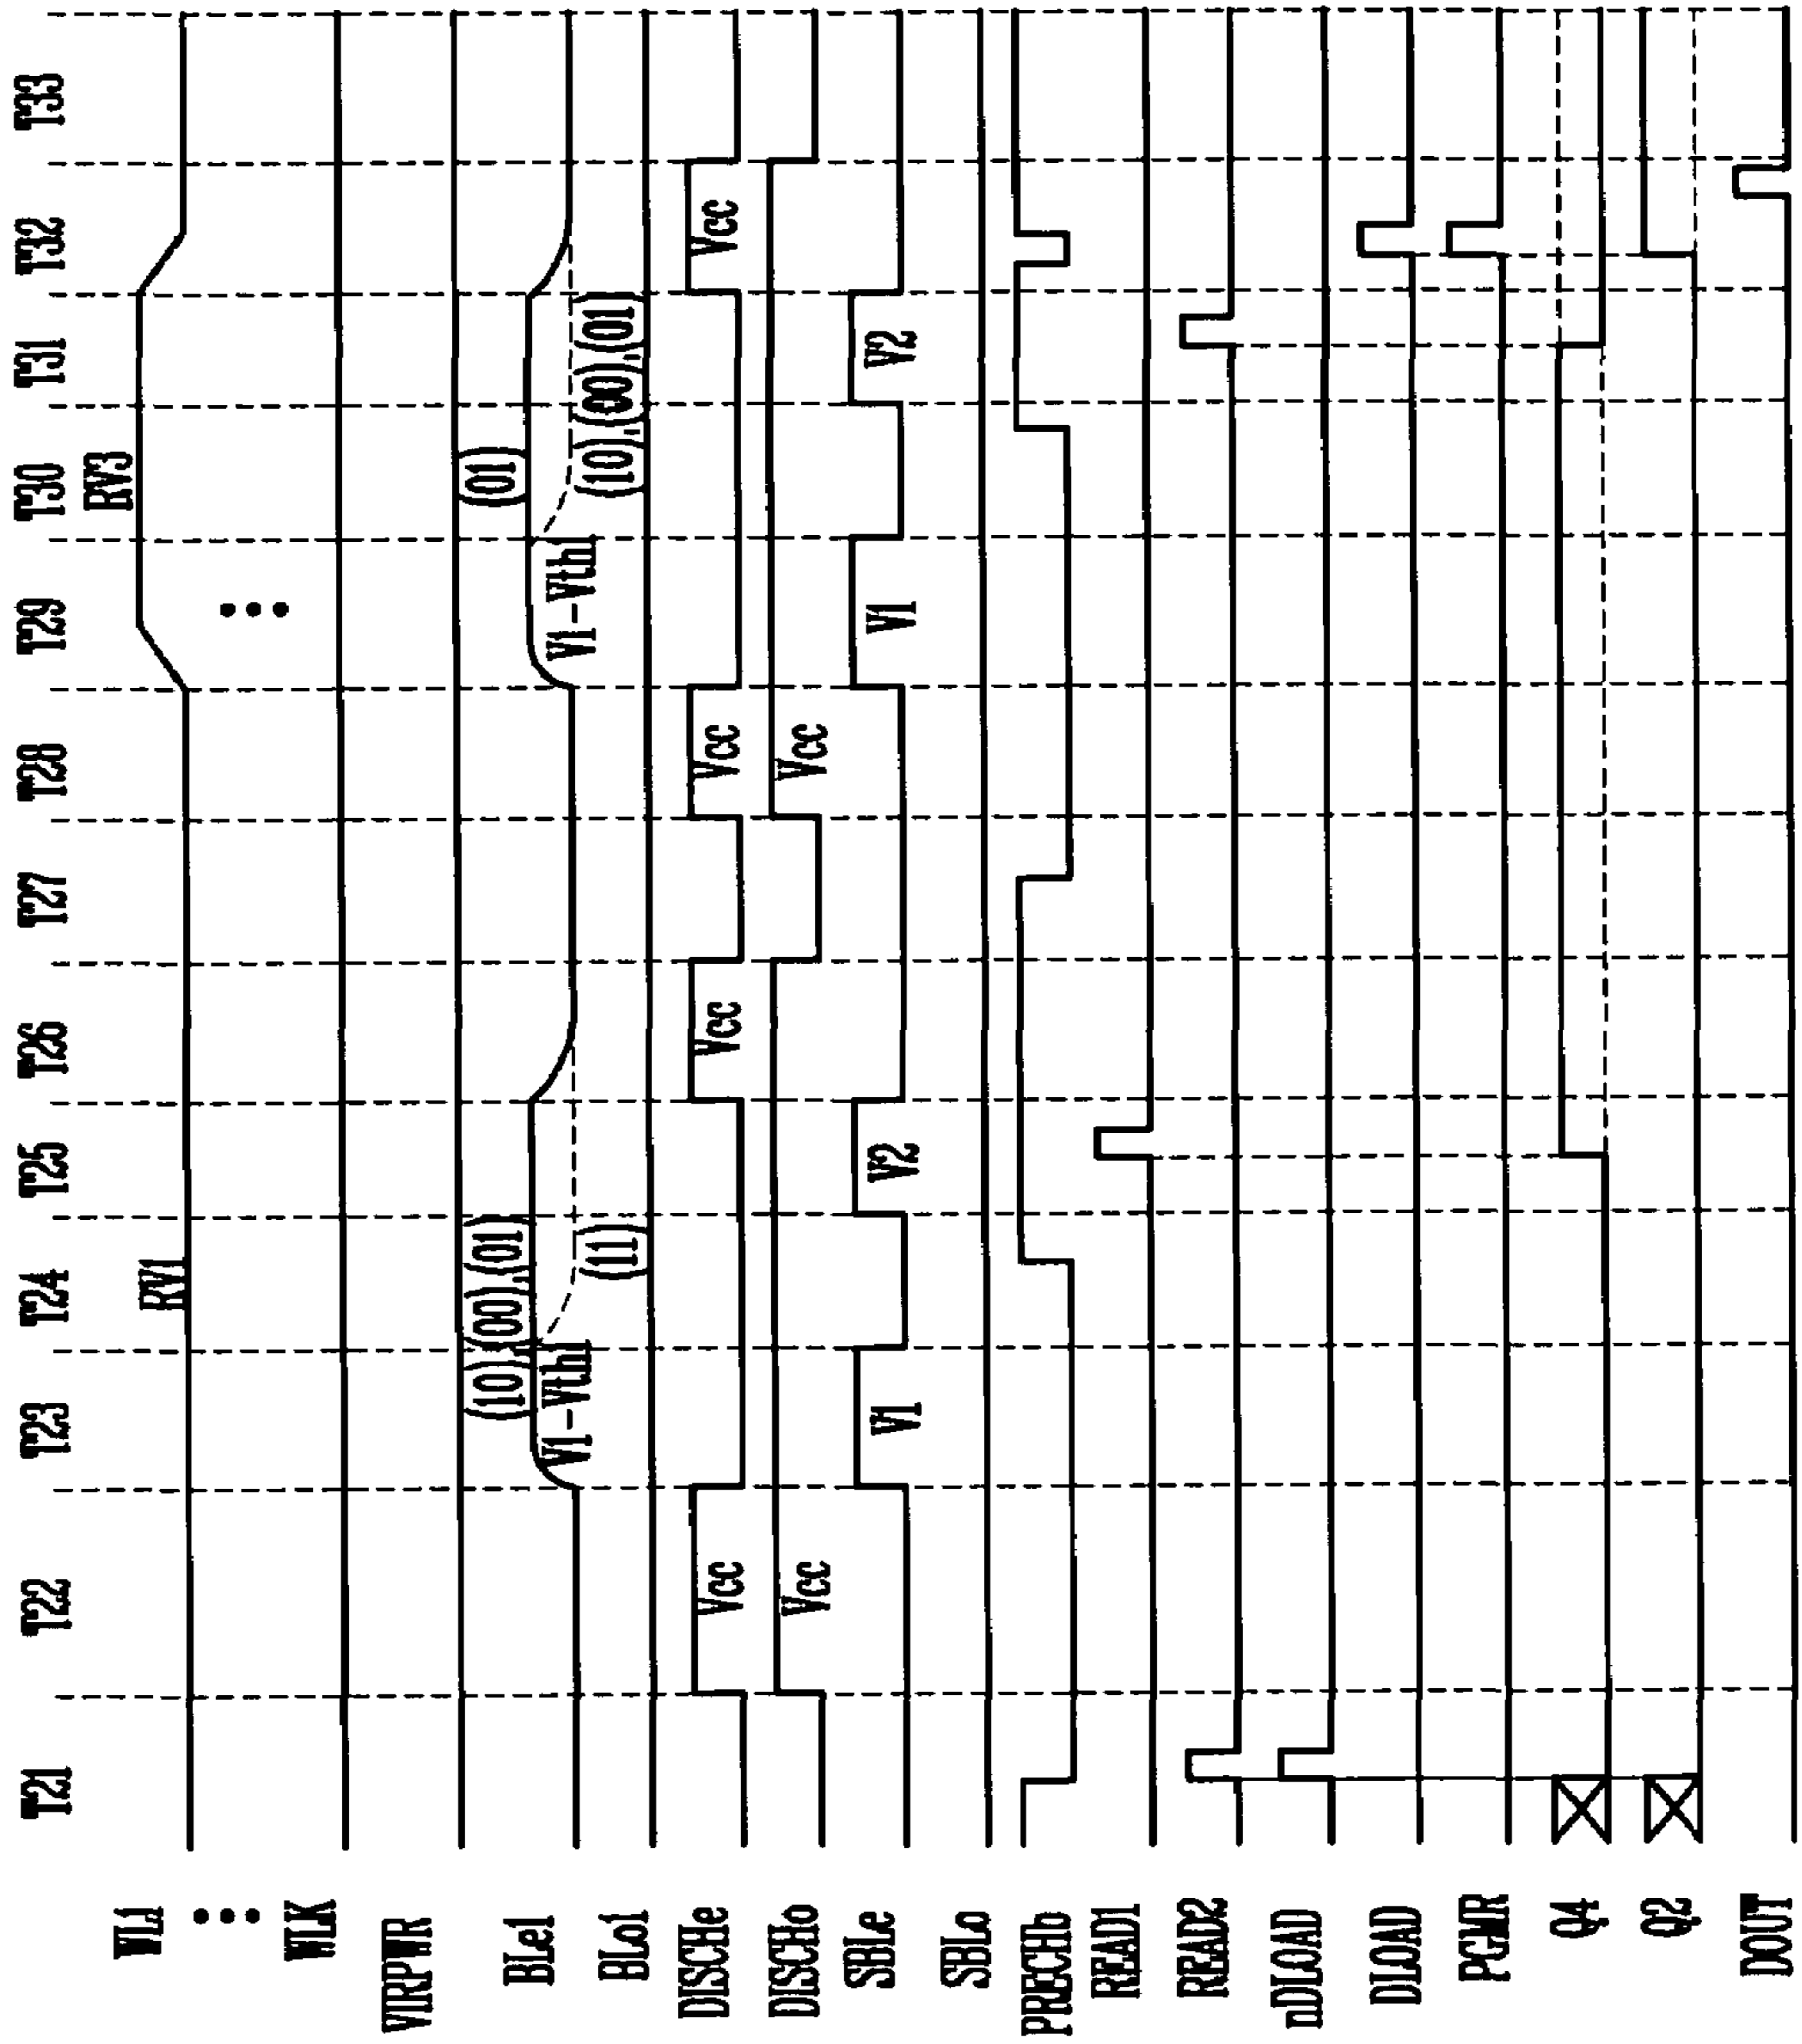 T21 T22 T23 T24 T25 T26 T27 T28 T29 T30 T31 T32 T33
WL1 RV1 RV3
WLK
VIRPWR
(10),(00),(01) (01)
BLe1 V1-Vth1 V1-Vth1
(11) (10),(00),(01)
BLo1
DISCHe Vcc Vcc Vcc Vcc
DISCHo Vcc Vcc
SBLe V1 V2 V1 V2
SBLo
PRECHb
READ1
READ2
nDLOAD
DLOAD
PGMR
Q4
Q2
DOUT